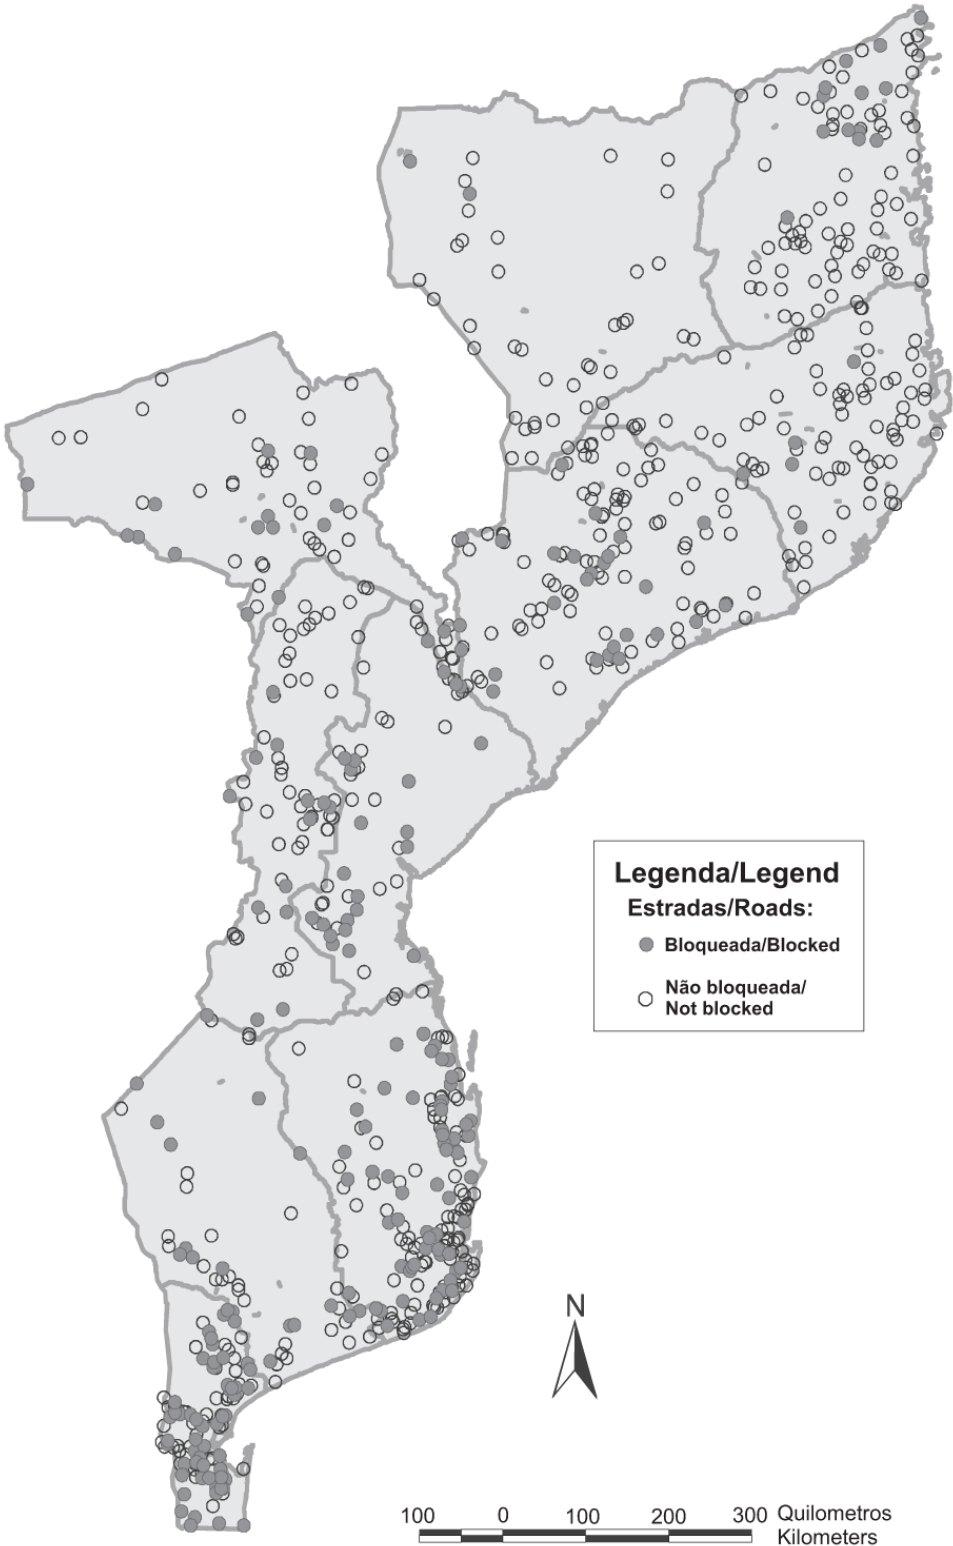 Legenda/Legend
Estradas/Roads:
Bloqueada/Blocked
Não bloqueada/
Not blocked
N
100 0 100 200 300 Quilometros
Kilometers